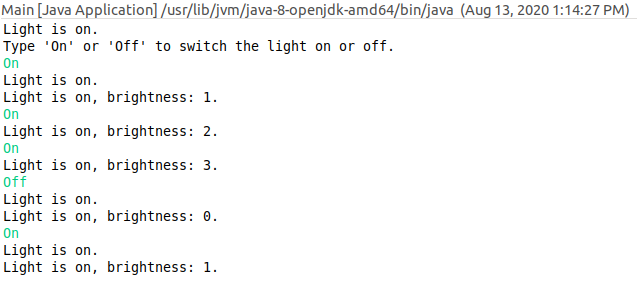 Main [Java Application] /usr/lib/jvm/java-8-openjdk-amd64/bin/java (Aug 13, 2020 1:14:27 PM)
Light is on.
Type 'On' or 'Off' to switch the light on or off.
On
Light is on.
Light is on, brightness: 1.
On
Light is on, brightness: 2.
On
Light is on, brightness: 3.
Off
Light is on.
Light is on, brightness: 0.
On
Light is on.
Light is on, brightness: 1.